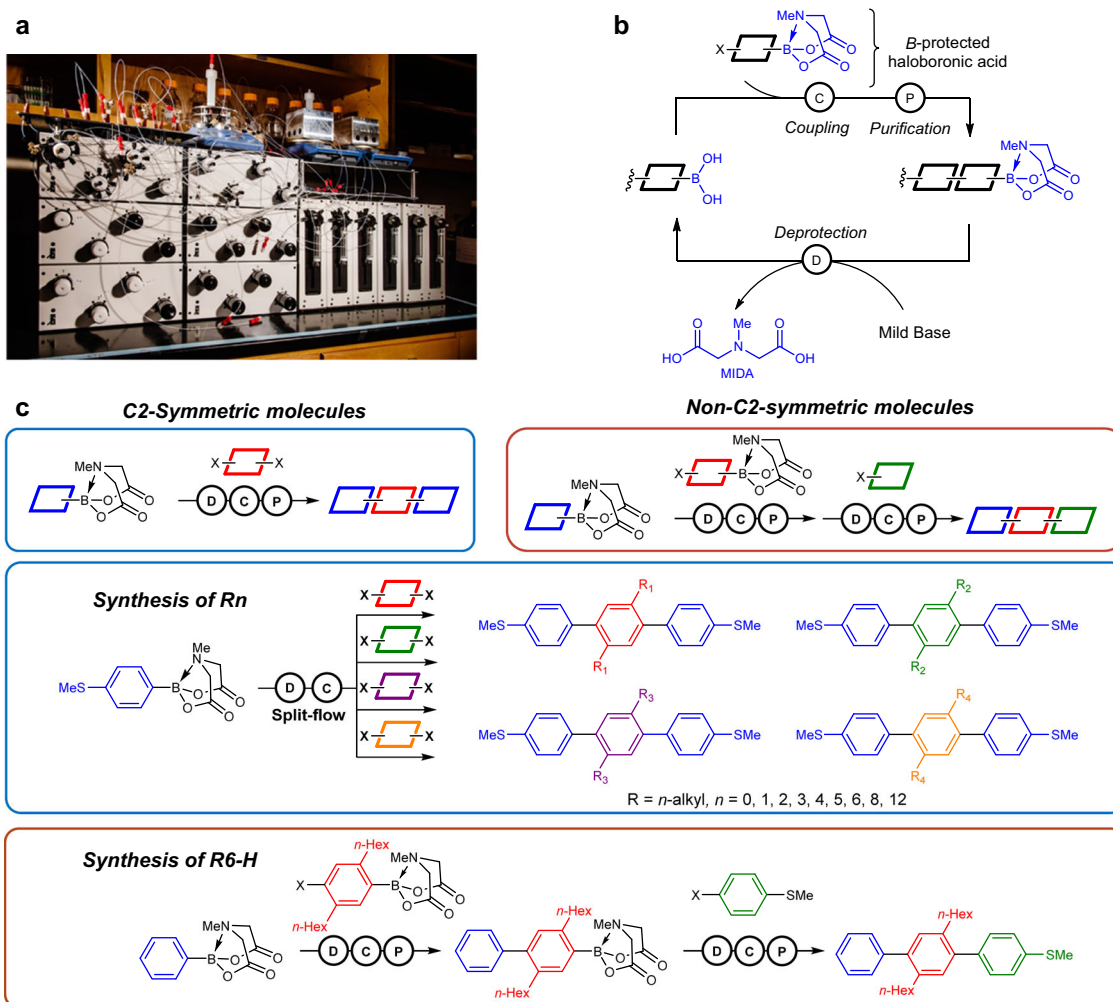 a
b
MeN
X
B
O
O
O
O
B-protected
haloboronic acid
C
P
Coupling
Purification
OH
B
OH
MeN
B
O
O
O
O
Deprotection
D
O
Me
O
HO
N
OH
MIDA
Mild Base
c
C2-Symmetric molecules
Non-C2-symmetric molecules
MeN
B
O
O
O
O
X
X
D C P
MeN
B
O
O
O
O
X
MeN
B
O
O
O
O
D C P
X
D C P
Synthesis of Rn
MeS
Me
N
B
O
O
O
O
D C
Split-flow
X X
X X
X X
X X
MeS
R1
R1
SMe
MeS
R2
R2
SMe
MeS
R3
R3
SMe
MeS
R4
R4
SMe
R = n-alkyl, n = 0, 1, 2, 3, 4, 5, 6, 8, 12
Synthesis of R6-H
MeN
B
O
O
O
O
n-Hex
X
n-Hex
MeN
B
O
O
O
O
D C P
n-Hex
n-Hex
MeN
B
O
O
O
O
X
SMe
D C P
n-Hex
n-Hex
SMe